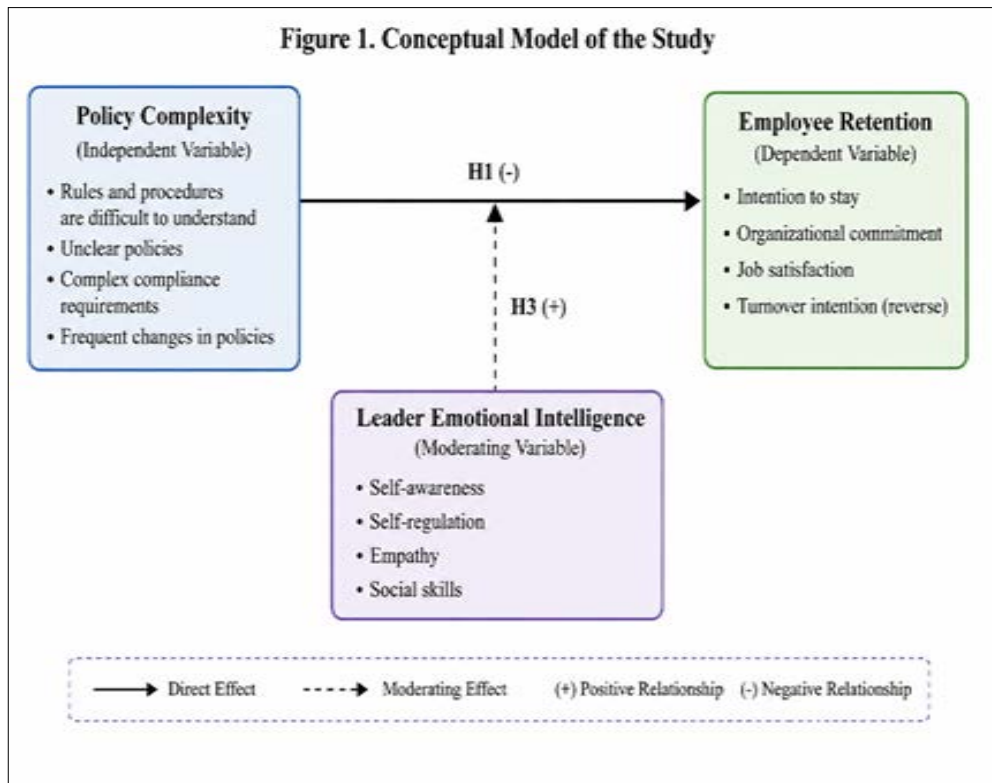 Figure 1. Conceptual Model of the Study
Policy Complexity
(Independent Variable)
• Rules and procedures
are difficult to understand
• Unclear policies
• Complex compliance
requirements
• Frequent changes in policies
H1 (-)
H3 (+)
Employee Retention
(Dependent Variable)
• Intention to stay
• Organizational commitment
• Job satisfaction
• Turnover intention (reverse)
Leader Emotional Intelligence
(Moderating Variable)
• Self-awareness
• Self-regulation
• Empathy
• Social skills
Direct Effect Moderating Effect (+) Positive Relationship (-) Negative Relationship